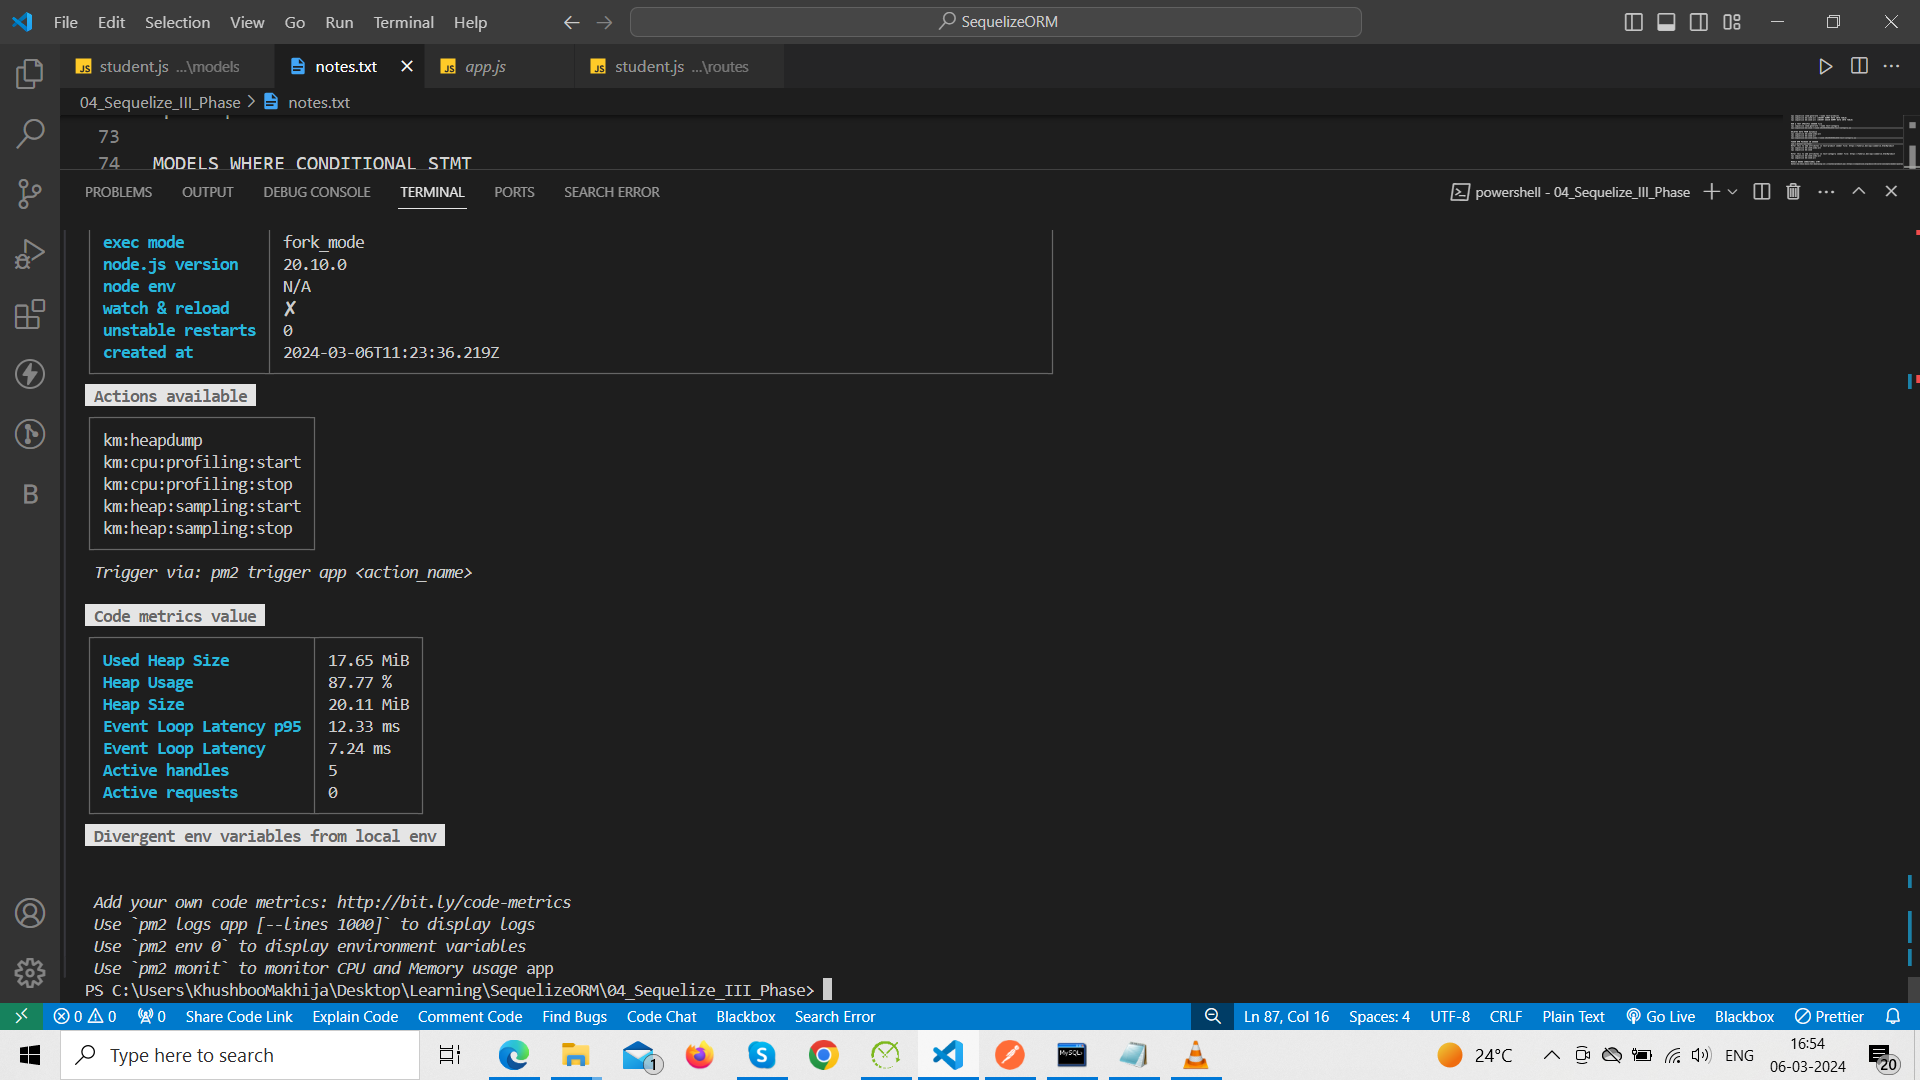 File Edit Selection View Go Run Terminal Help
SequelizeORM
student.js ...\models
notes.txt
app.js
student.js ...\routes
04_Sequelize_III_Phase > notes.txt
73
74 MODELS WHERE CONDITIONAL STMT
PROBLEMS OUTPUT DEBUG CONSOLE TERMINAL PORTS SEARCH ERROR
powershell - 04_Sequelize_III_Phase
exec mode fork_mode
node.js version 20.10.0
node env N/A
watch & reload ✗
unstable restarts 0
created at 2024-03-06T11:23:36.219Z
Actions available
km:heapdump
km:cpu:profiling:start
km:cpu:profiling:stop
km:heap:sampling:start
km:heap:sampling:stop
Trigger via: pm2 trigger app <action_name>
Code metrics value
Used Heap Size 17.65 MiB
Heap Usage 87.77 %
Heap Size 20.11 MiB
Event Loop Latency p95 12.33 ms
Event Loop Latency 7.24 ms
Active handles 5
Active requests 0
Divergent env variables from local env
Add your own code metrics: http://bit.ly/code-metrics
Use `pm2 logs app [--lines 1000]` to display logs
Use `pm2 env 0` to display environment variables
Use `pm2 monit` to monitor CPU and Memory usage app
PS C:\Users\KhushbooMakhija\Desktop\Learning\SequelizeORM\04_Sequelize_III_Phase>
0 0 0 Share Code Link Explain Code Comment Code Find Bugs Code Chat Blackbox Search Error
Ln 87, Col 16 Spaces: 4 UTF-8 CRLF Plain Text Go Live Blackbox Prettier
Type here to search
1
MySQL
24°C
ENG
16:54
06-03-2024
20